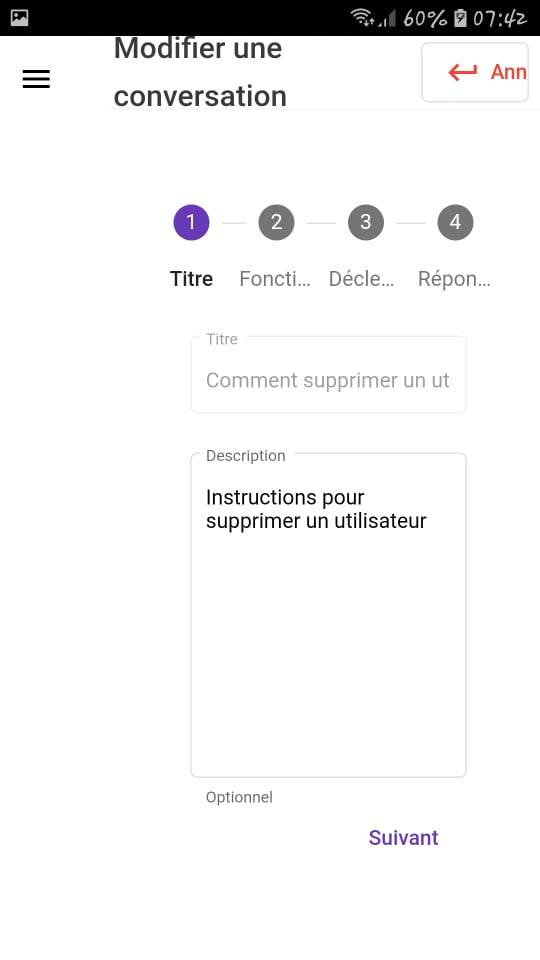 60% 07:42
Modifier une
conversation
Ann
1 2 3 4
Titre Foncti... Décle... Répon...
Titre
Comment supprimer un ut
Description
Instructions pour
supprimer un utilisateur
Optionnel
Suivant